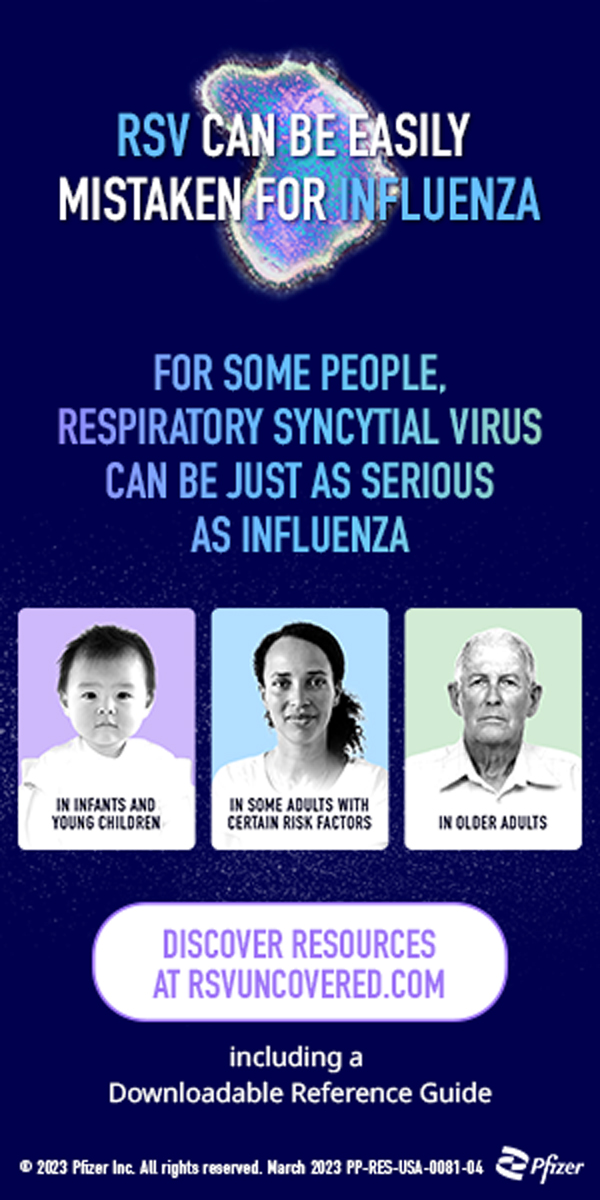 RSV CAN BE EASILY
MISTAKEN FOR INFLUENZA
FOR SOME PEOPLE,
RESPIRATORY SYNCYTIAL VIRUS
CAN BE JUST AS SERIOUS
AS INFLUENZA
IN INFANTS AND
YOUNG CHILDREN
IN SOME ADULTS WITH
CERTAIN RISK FACTORS
IN OLDER ADULTS
DISCOVER RESOURCES
AT RSVUNCOVERED.COM
including a
Downloadable Reference Guide
© 2023 Pfizer Inc. All rights reserved. March 2023 PP-RES-USA-0081-04 Pfizer